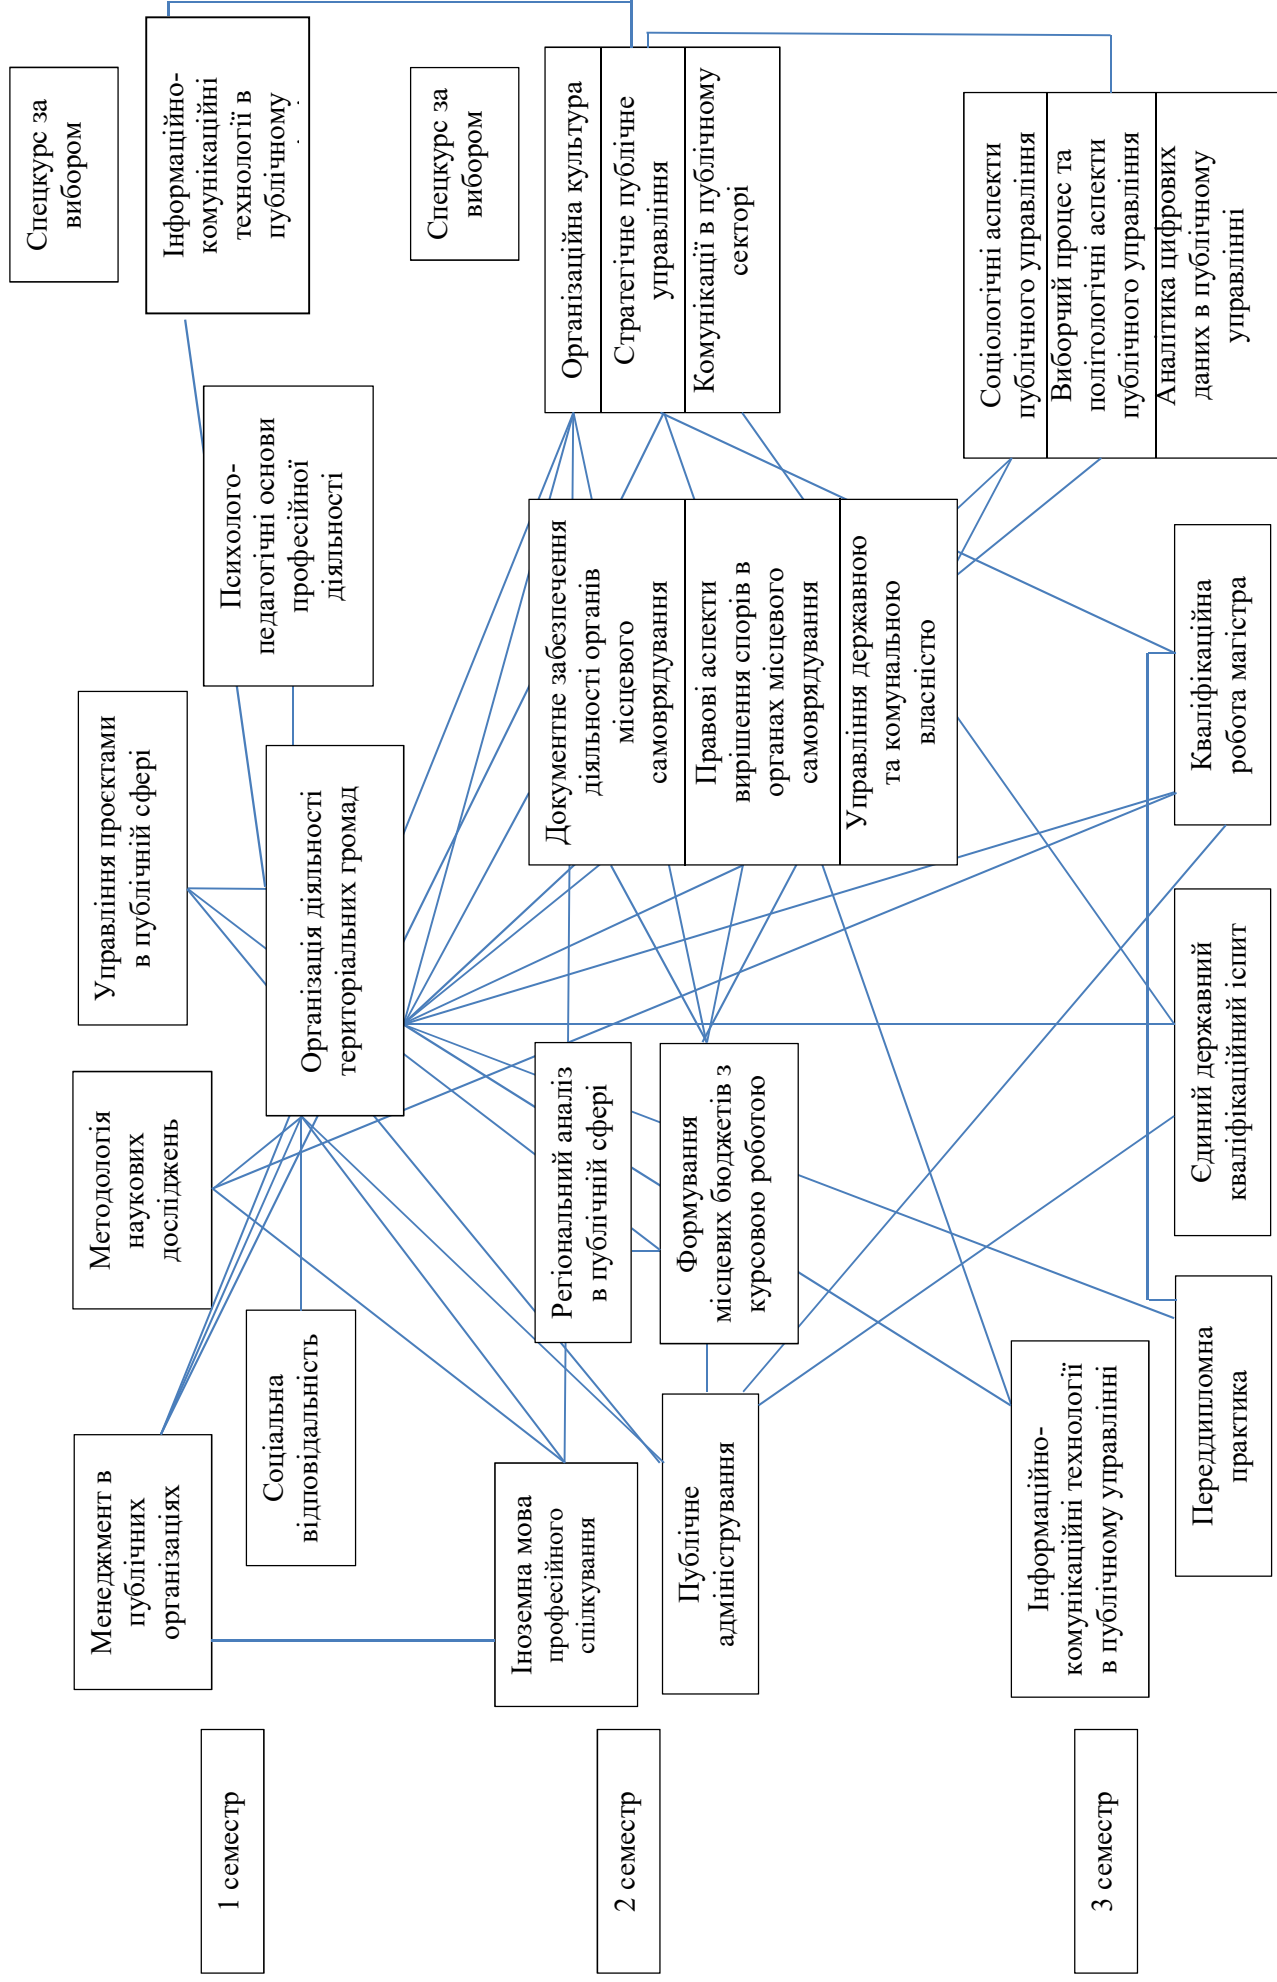 1 семестр
Менеджмент в
публічних
організаціях
Методологія
наукових
досліджень
Управління проєктами
в публічній сфері
Спецкурс за
вибором
Інформаційно-
комунікаційні
технології в
публічному
Психолого-
педагогічні основи
професійної
діяльності
Організація діяльності
територіальних громад
Соціальна
відповідальність
2 семестр
Іноземна мова
професійного
спілкування
Публічне
адміністрування
Регіональний аналіз
в публічній сфері
Формування
місцевих бюджетів з
курсовою роботою
Документне забезпечення
діяльності органів
місцевого
самоврядування
Правові аспекти
вирішення спорів в
органах місцевого
самоврядування
Управління державною
та комунальною
власністю
Спецкурс за
вибором
Організаційна культура
Стратегічне публічне
управління
Комунікації в публічному
секторі
3 семестр
Інформаційно-
комунікаційні технології
в публічному управлінні
Переддипломна
практика
Єдиний державний
кваліфікаційний іспит
Кваліфікаційна
робота магістра
Соціологічні аспекти
публічного управління
Виборчий процес та
політологічні аспекти
публічного управління
Аналітика цифрових
даних в публічному
управлінні